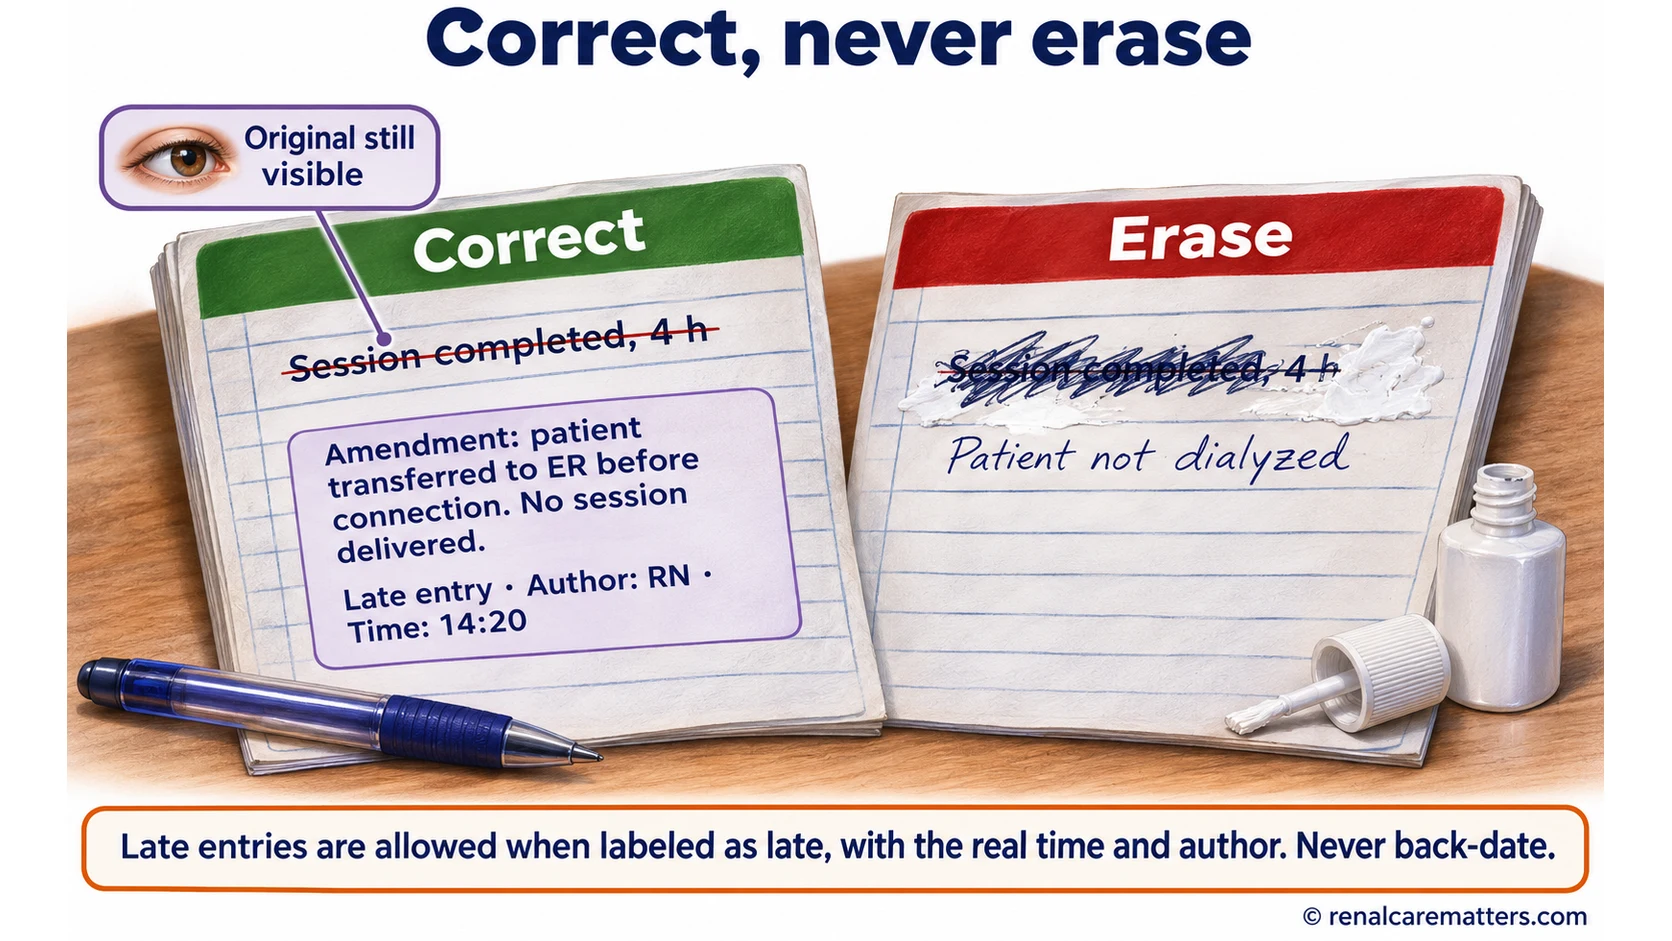 Correct, never erase
Original still
visible
Correct
Session completed, 4 h
Amendment: patient
transferred to ER before
connection. No session
delivered.
Late entry · Author: RN ·
Time: 14:20
Erase
Session completed, 4 h
Patient not dialyzed
Late entries are allowed when labeled as late, with the real time and author. Never back-date.
© renalcarematters.com